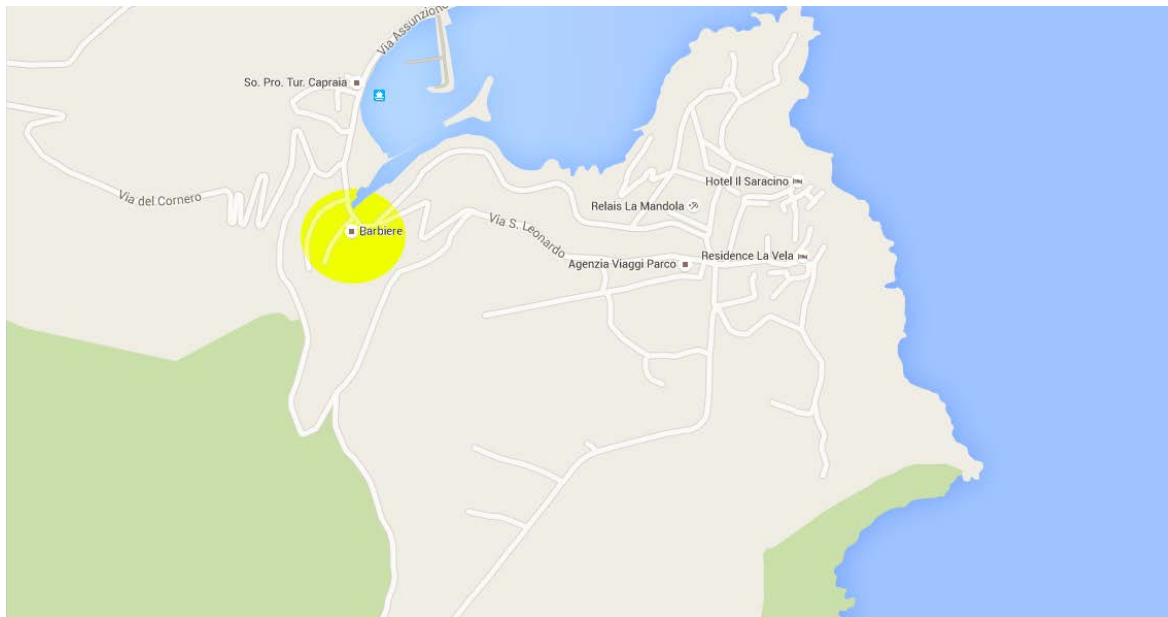 Via Assunzione
So. Pro. Tur. Capraia
Via del Cornero
Hotel Il Saracino
Relais La Mandola
Barbiere
Via S. Leonardo
Residence La Vela
Agenzia Viaggi Parco